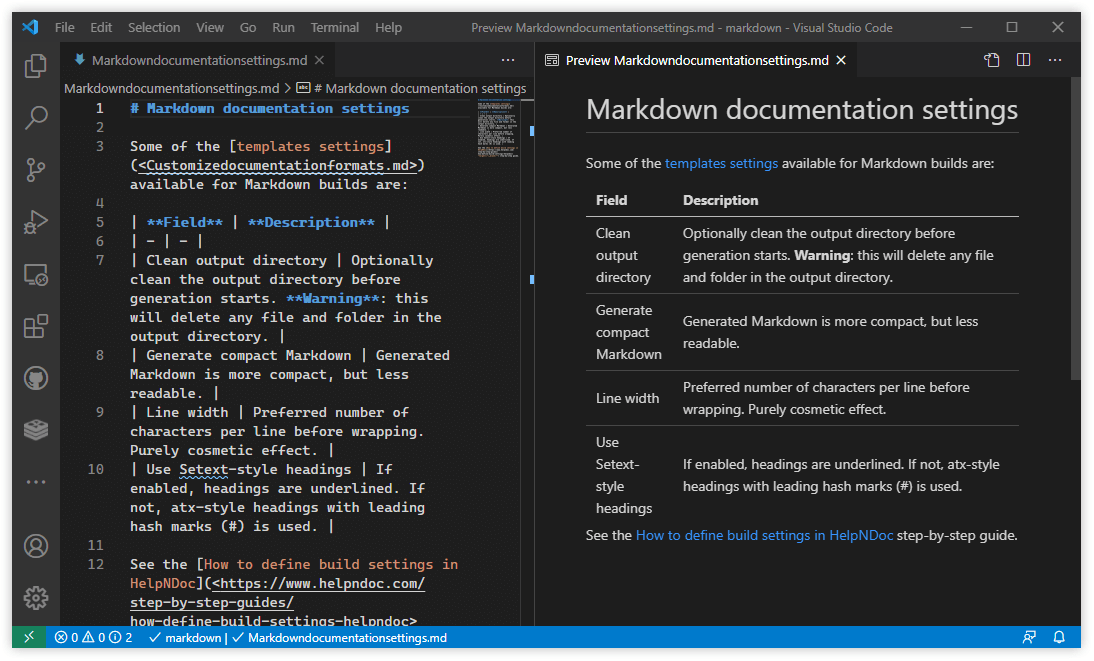 File Edit Selection View Go Run Terminal Help Preview Markdowndocumentationsettings.md - markdown - Visual Studio Code
Markdowndocumentationsettings.md
Markdowndocumentationsettings.md > # Markdown documentation settings
1 # Markdown documentation settings
2
3 Some of the [templates settings]
(<Customizedocumentationformats.md>)
available for Markdown builds are:
4
5 | **Field** | **Description** |
6 | - | - |
7 | Clean output directory | Optionally
clean the output directory before
generation starts. **Warning**: this
will delete any file and folder in the
output directory. |
8 | Generate compact Markdown | Generated
Markdown is more compact, but less
readable. |
9 | Line width | Preferred number of
characters per line before wrapping.
Purely cosmetic effect. |
10 | Use Setext-style headings | If
enabled, headings are underlined. If
not, atx-style headings with leading
hash marks (#) is used. |
11
12 See the [How to define build settings in
HelpNDoc](<https://www.helpndoc.com/
step-by-step-guides/
how-define-build-settings-helpndoc>
Preview Markdowndocumentationsettings.md
Markdown documentation settings
Some of the templates settings available for Markdown builds are:
Field Description
Clean
output
directory
Optionally clean the output directory before
generation starts. Warning: this will delete any file
and folder in the output directory.
Generate
compact
Markdown
Generated Markdown is more compact, but less
readable.
Line width
Preferred number of characters per line before
wrapping. Purely cosmetic effect.
Use
Setext-
style
headings
If enabled, headings are underlined. If not, atx-style
headings with leading hash marks (#) is used.
See the How to define build settings in HelpNDoc step-by-step guide.
0 0 2 markdown | Markdowndocumentationsettings.md